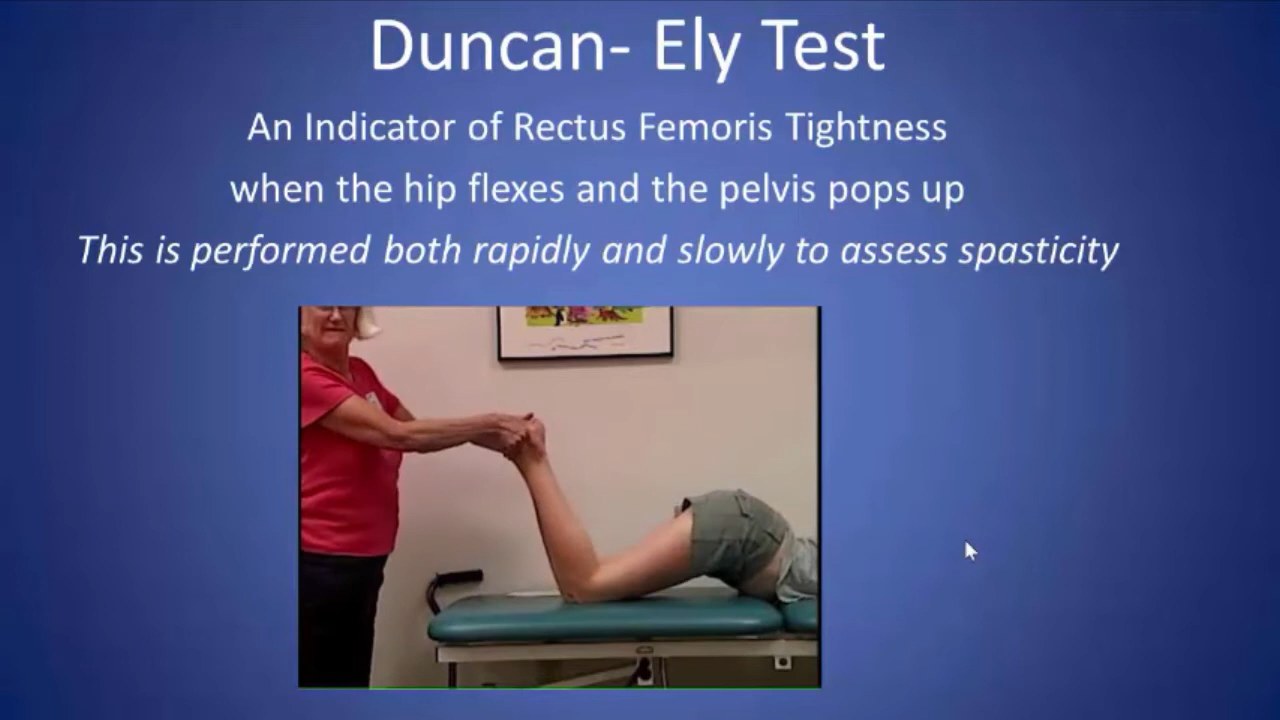 Duncan- Ely Test
An Indicator of Rectus Femoris Tightness
when the hip flexes and the pelvis pops up
This is performed both rapidly and slowly to assess spasticity